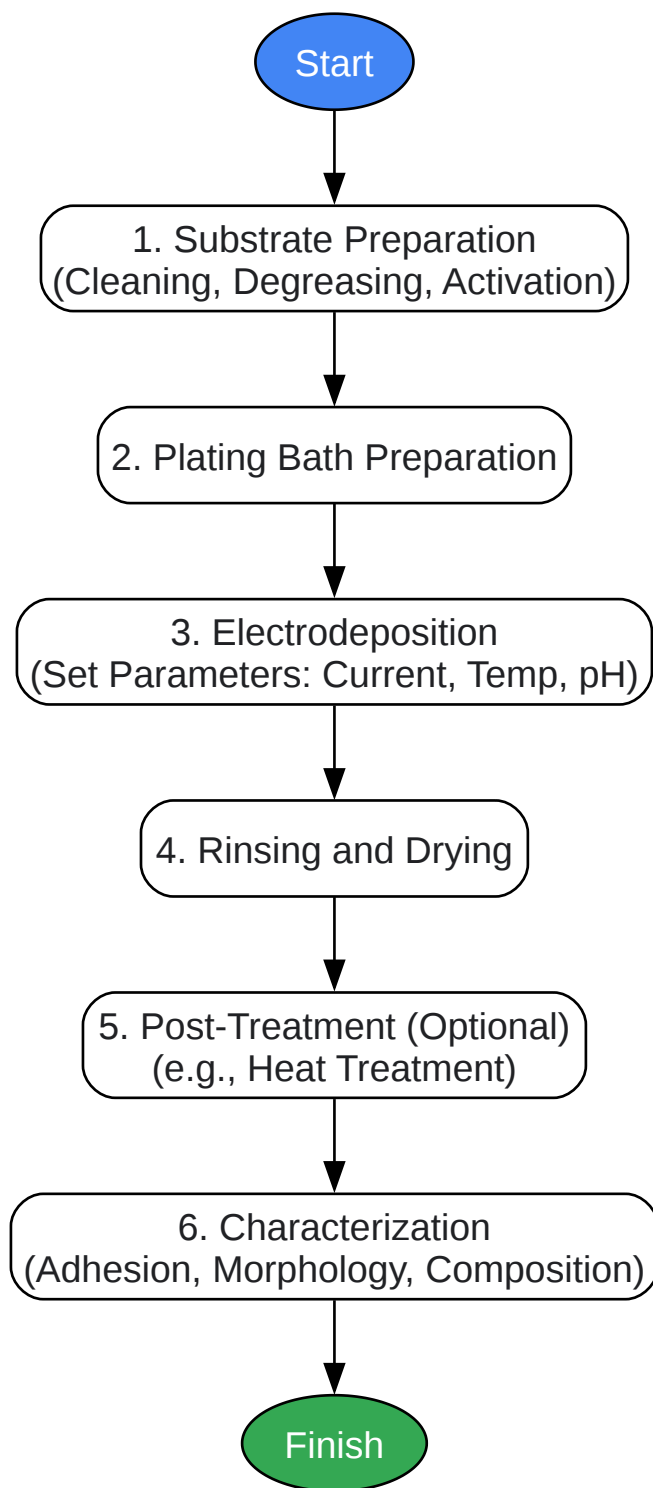 Start
1. Substrate Preparation
(Cleaning, Degreasing, Activation)
2. Plating Bath Preparation
3. Electrodeposition
(Set Parameters: Current, Temp, pH)
4. Rinsing and Drying
5. Post-Treatment (Optional)
(e.g., Heat Treatment)
6. Characterization
(Adhesion, Morphology, Composition)
Finish